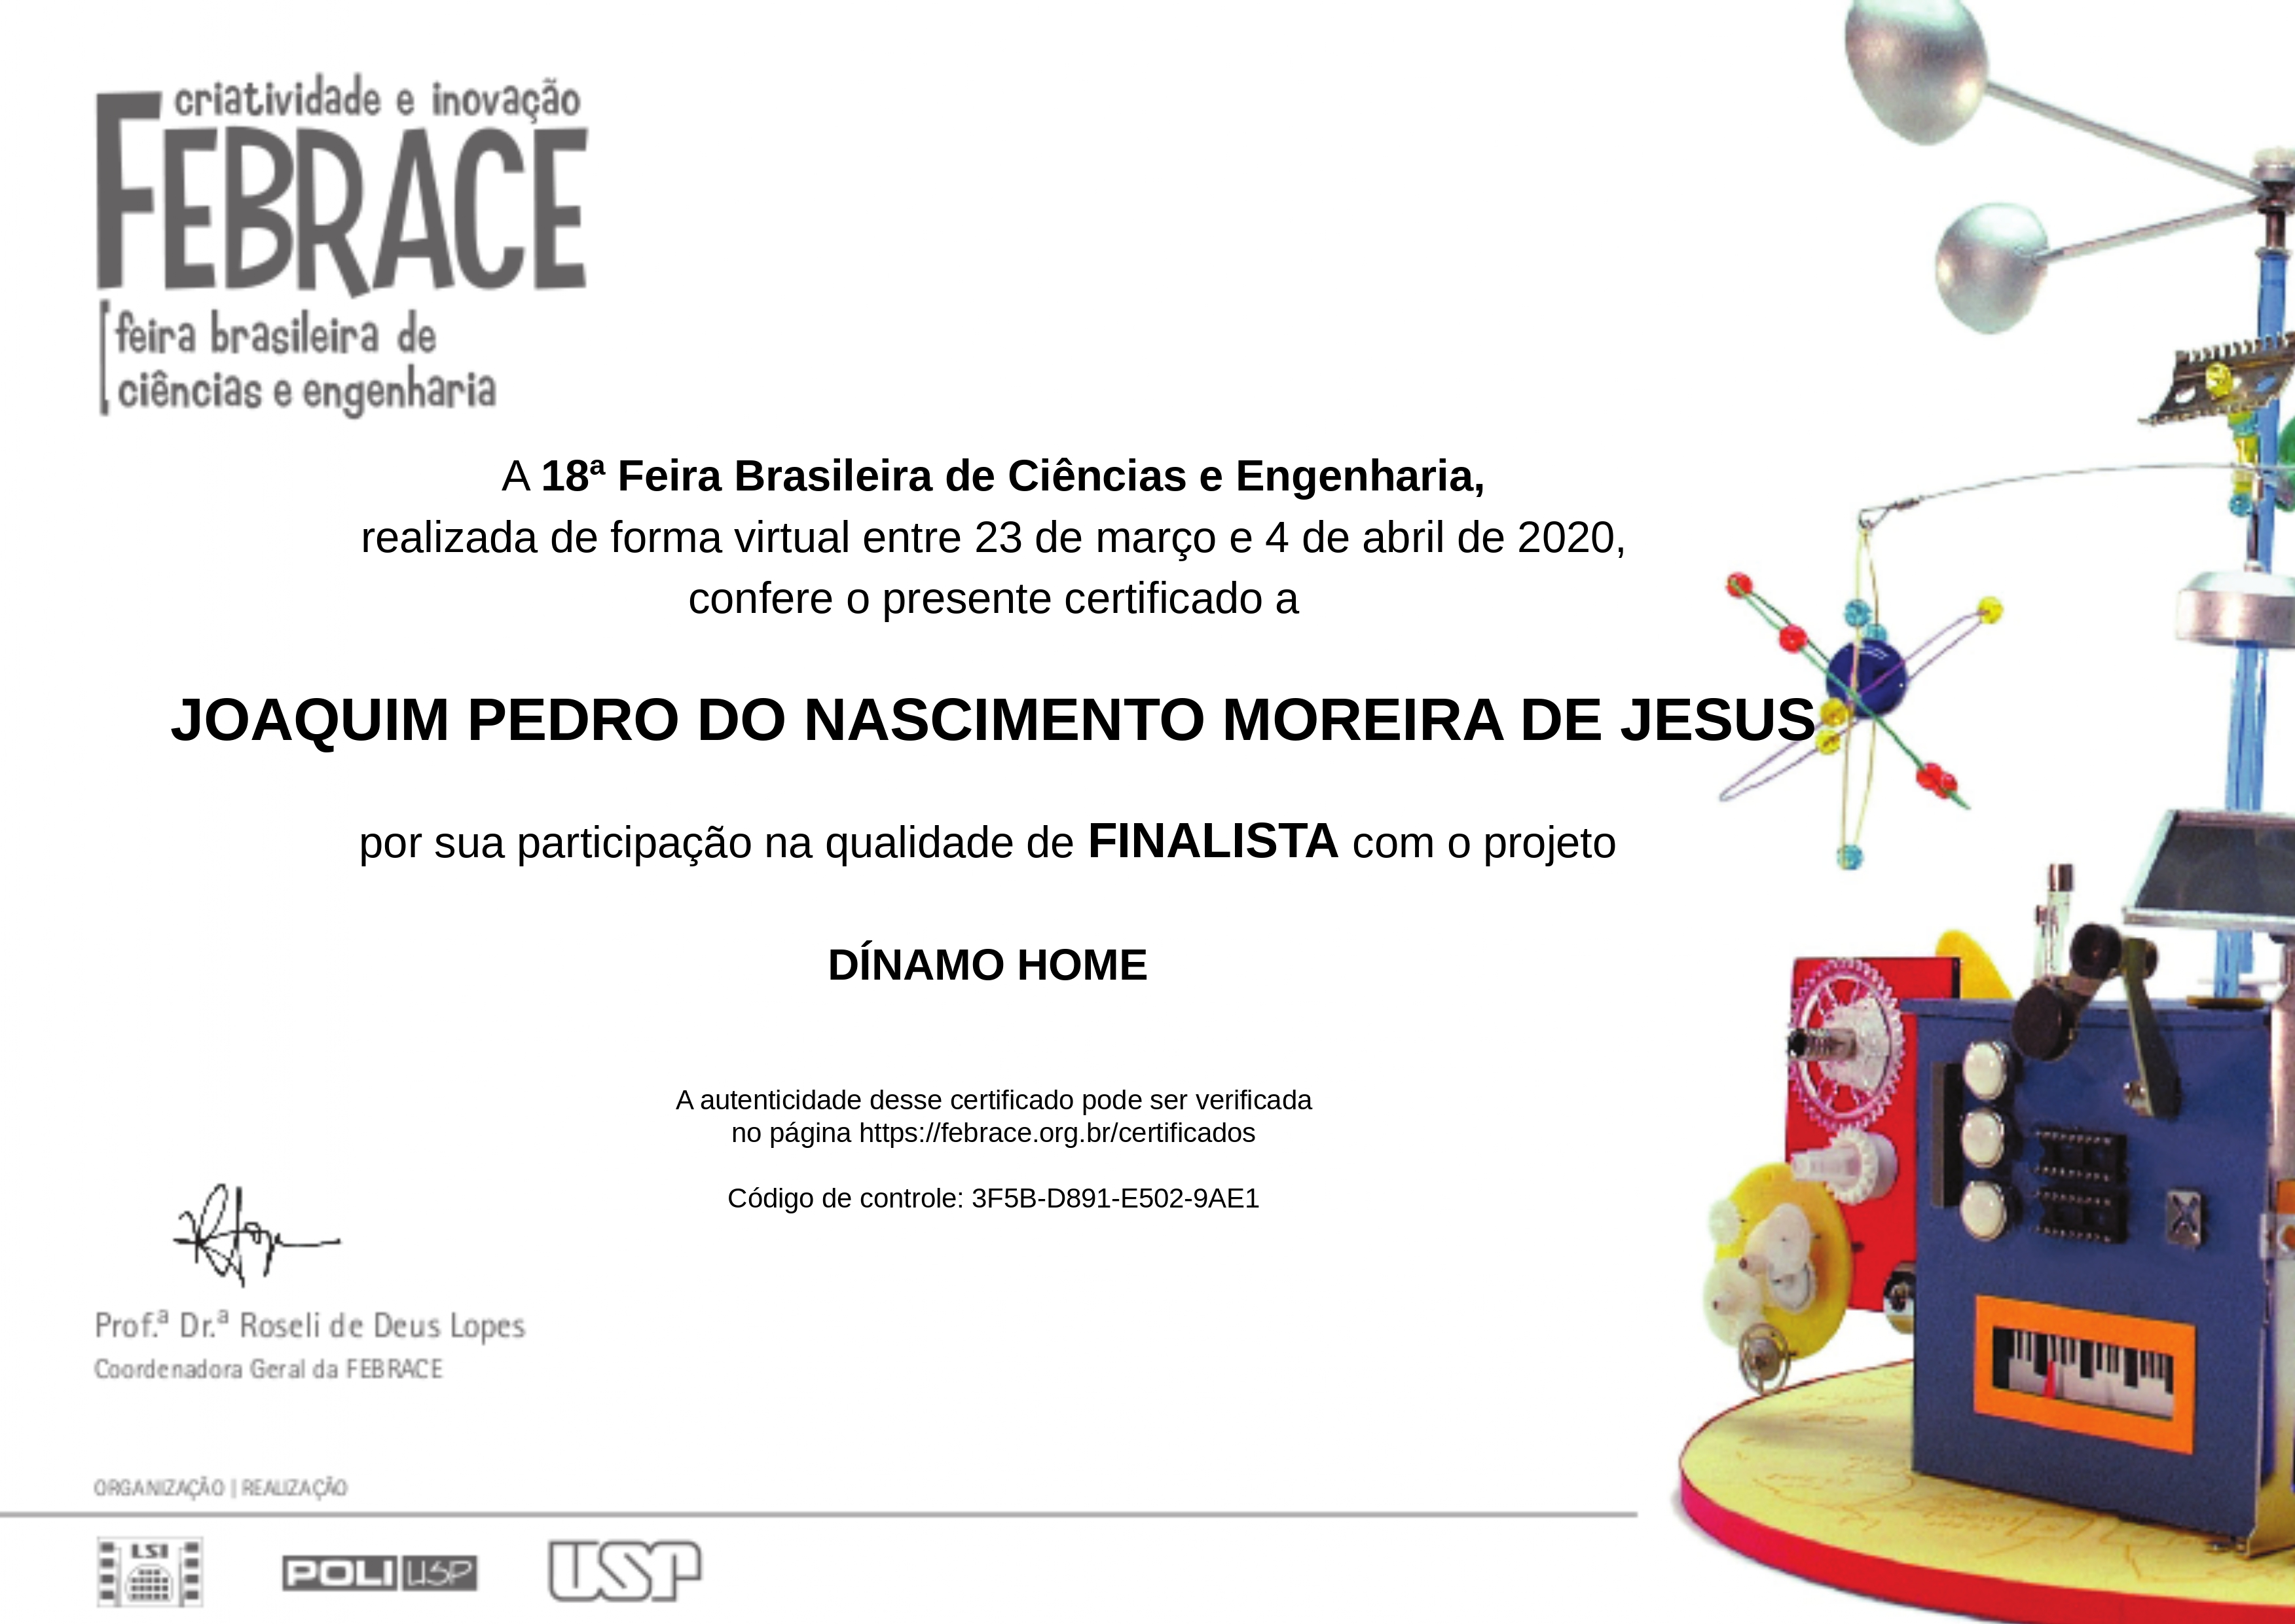 criatividade e inovação
FEBRACE
feira brasileira de
ciências e engenharia
A 18ª Feira Brasileira de Ciências e Engenharia,
realizada de forma virtual entre 23 de março e 4 de abril de 2020,
confere o presente certificado a
JOAQUIM PEDRO DO NASCIMENTO MOREIRA DE JESUS
por sua participação na qualidade de FINALISTA com o projeto
DÍNAMO HOME
A autenticidade desse certificado pode ser verificada
no página https://febrace.org.br/certificados
Código de controle: 3F5B-D891-E502-9AE1
Prof.ª Dr.ª Roseli de Deus Lopes
Coordenadora Geral da FEBRACE
ORGANIZAÇÃO | REALIZAÇÃO
LSI
POLI USP
USP